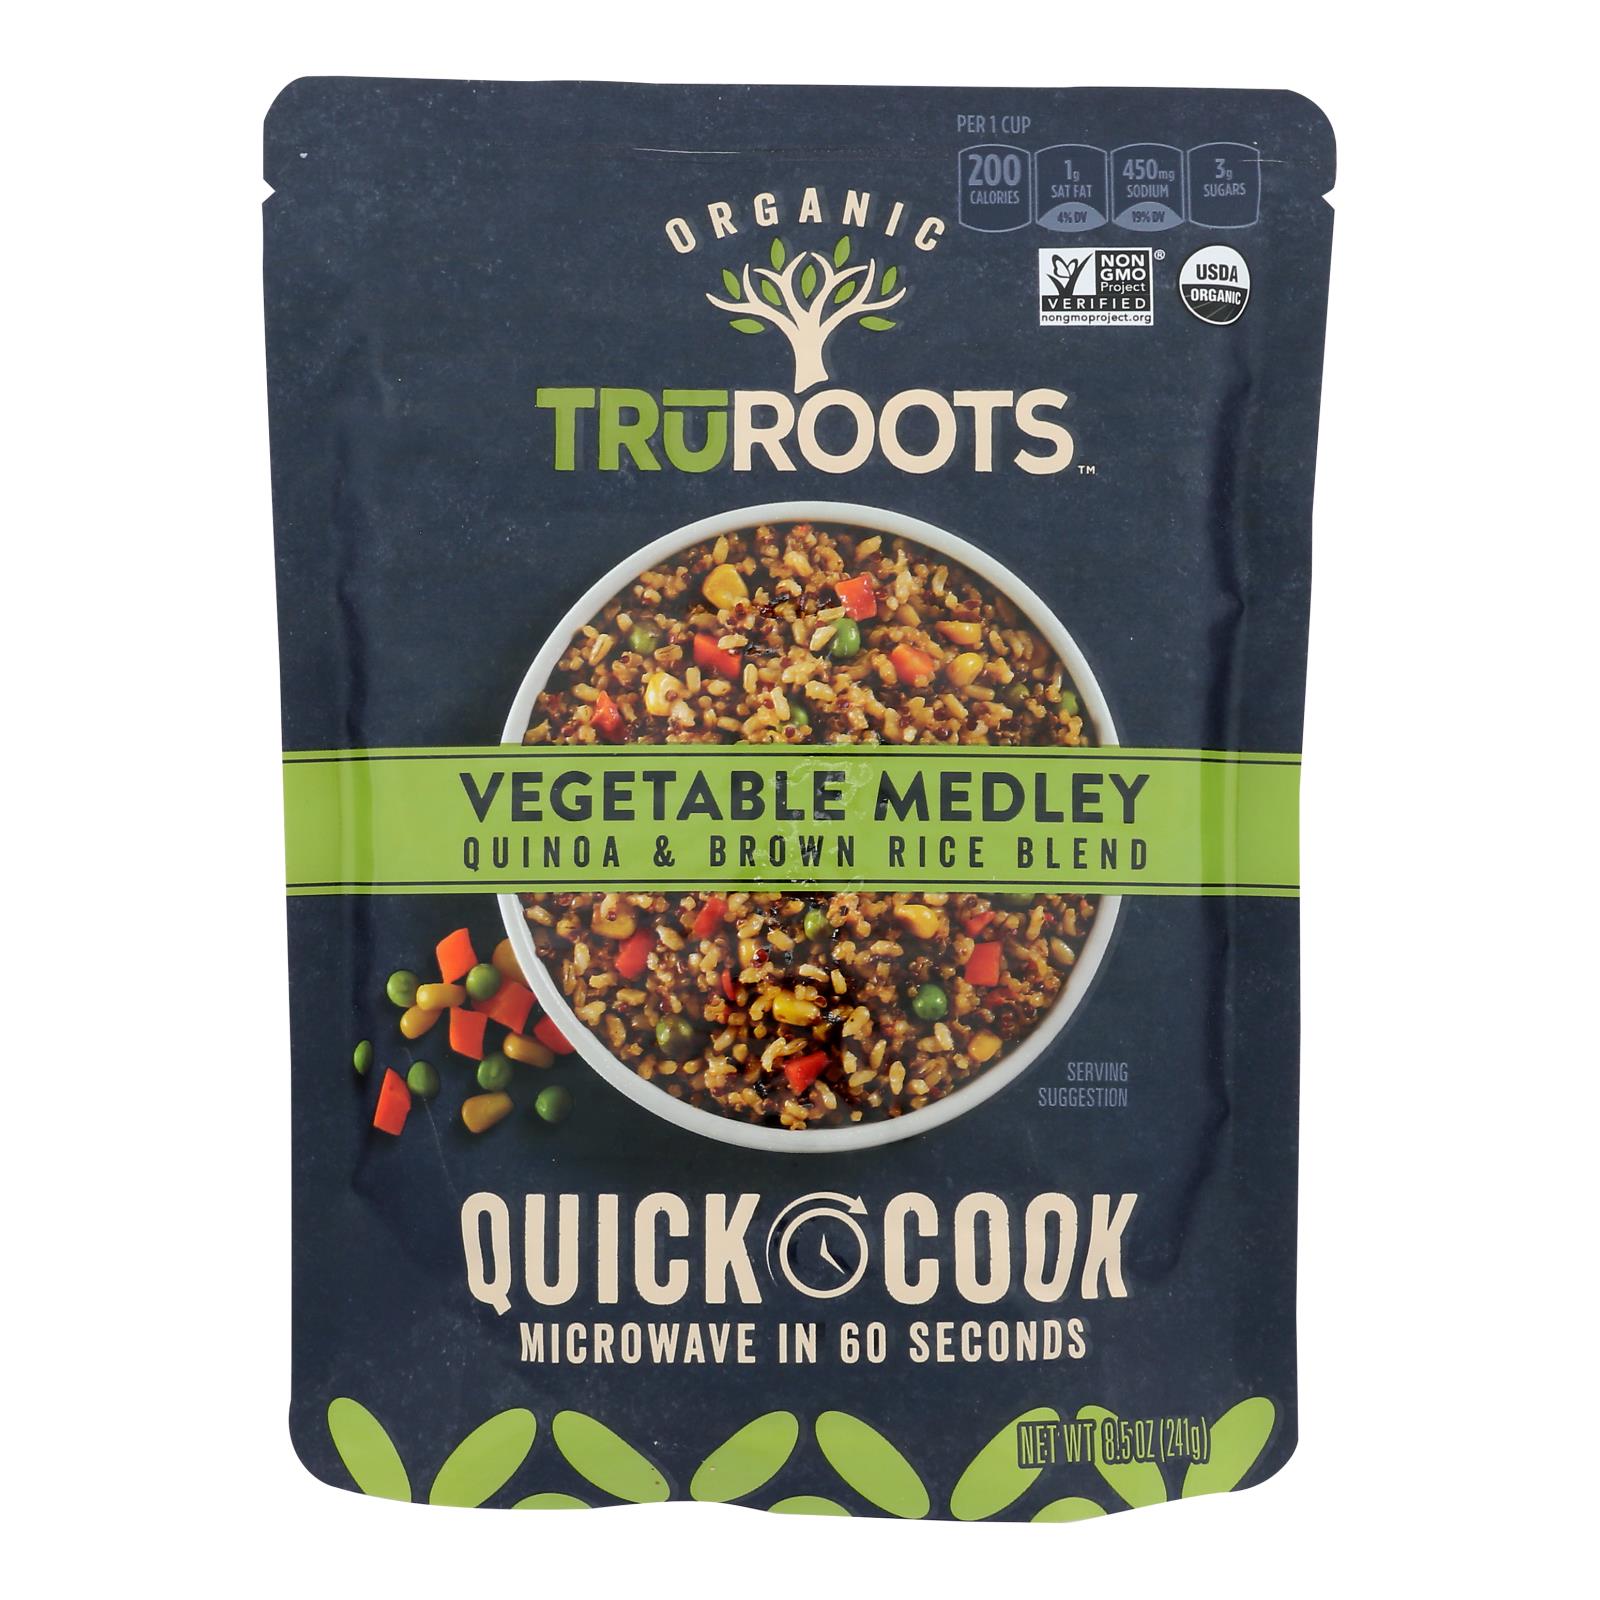 PER 1 CUP
200 CALORIES
1g SAT FAT 4% DV
450mg SODIUM 19% DV
3g SUGARS
ORGANIC
NON GMO Project VERIFIED ®
nongmoproject.org
USDA ORGANIC
TRŪROOTS™
VEGETABLE MEDLEY
QUINOA & BROWN RICE BLEND
SERVING
SUGGESTION
QUICK COOK
MICROWAVE IN 60 SECONDS
NET WT 8.5 OZ (241g)